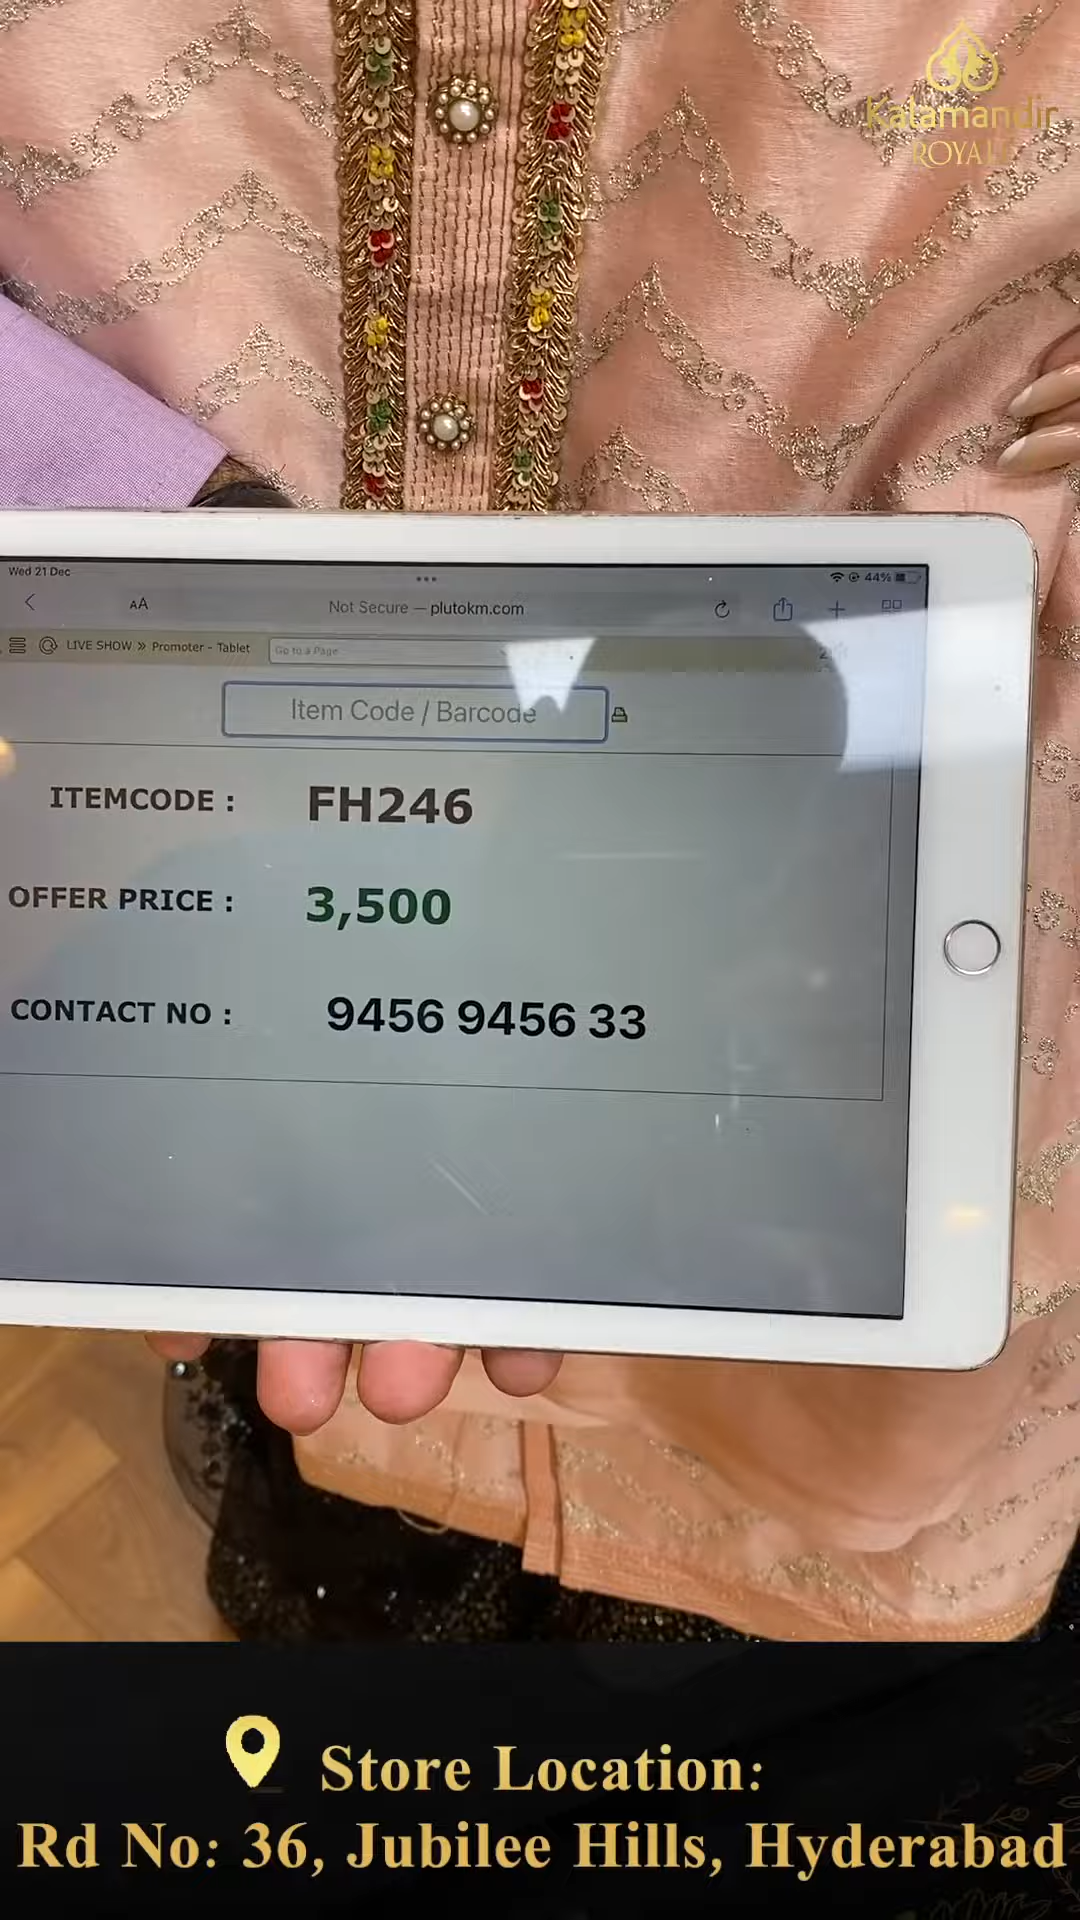 Kalamandir
ROYALE
Wed 21 Dec
44%
AA
Not Secure — plutokm.com
LIVE SHOW » Promoter - Tablet
Go to a Page
Item Code / Barcode
ITEMCODE : FH246
OFFER PRICE : 3,500
CONTACT NO : 9456 9456 33
Store Location:
Rd No: 36, Jubilee Hills, Hyderabad